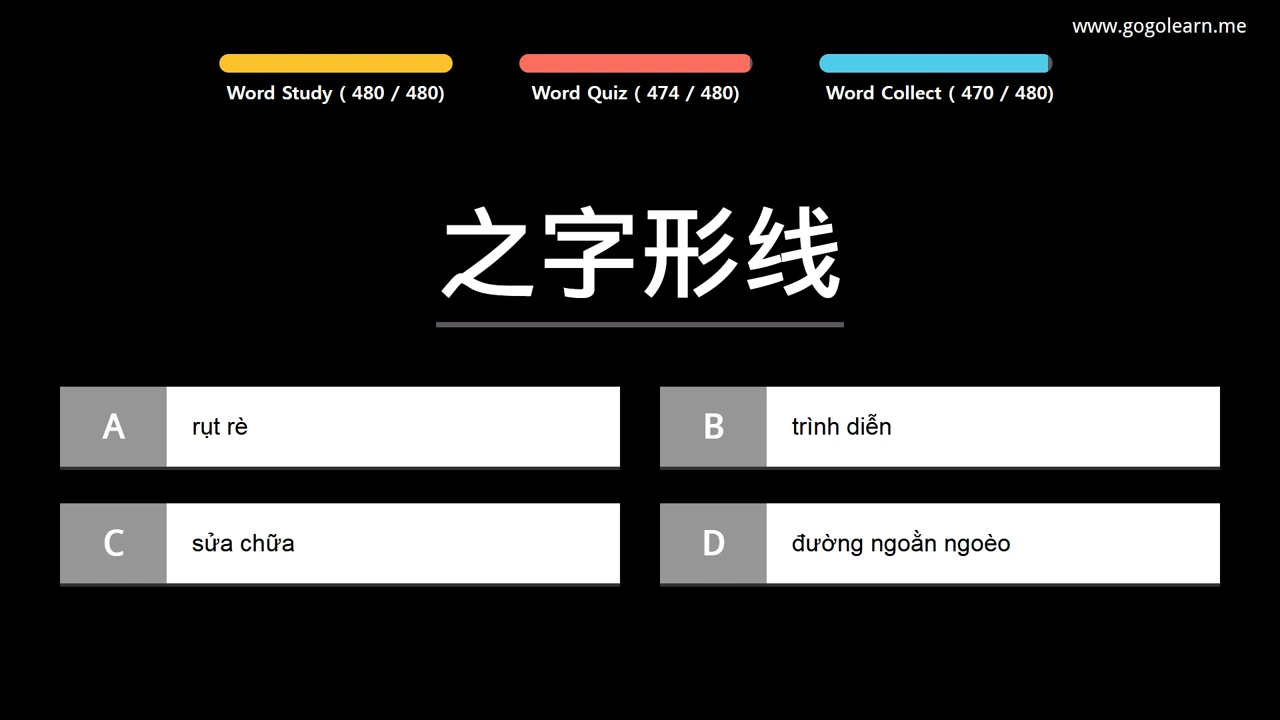 www.gogolearn.me
Word Study ( 480 / 480)
Word Quiz ( 474 / 480)
Word Collect ( 470 / 480)
之字形线
A rụt rè
B trình diễn
C sửa chữa
D đường ngoằn ngoèo